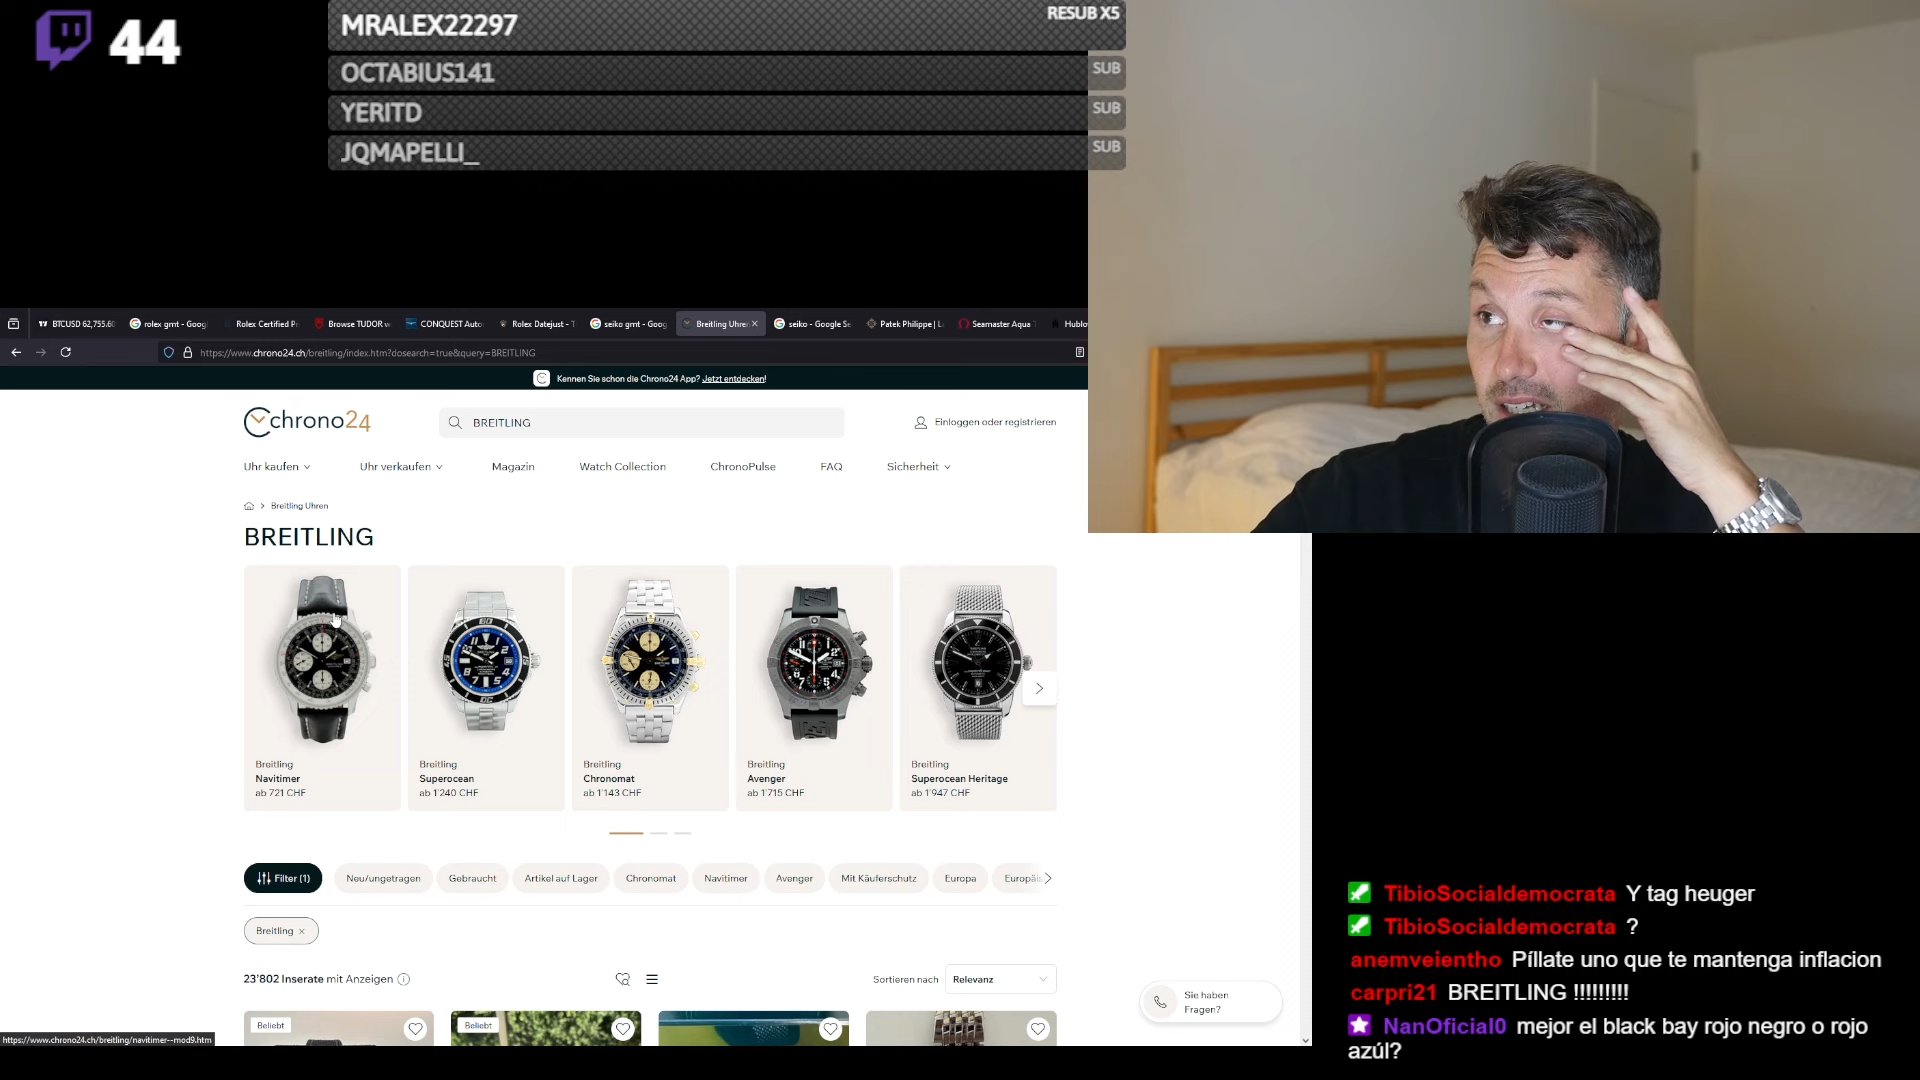 44
MRALEX22297 RESUB X5
OCTABIUS141 SUB
YERITD SUB
JQMAPELLI_ SUB
BTCUSD 62,755.60 rolex gmt - Goog Rolex Certified Pr Browse TUDOR w CONQUEST Auto Rolex Datejust - T seiko gmt - Goog Breitling Uhren seiko - Google Se Patek Philippe | L Seamaster Aqua T Hublo
https://www.chrono24.ch/breitling/index.htm?dosearch=true&query=BREITLING
Kennen Sie schon die Chrono24 App? Jetzt entdecken!
chrono24
BREITLING
Einloggen oder registrieren
Uhr kaufen Uhr verkaufen Magazin Watch Collection ChronoPulse FAQ Sicherheit
Breitling Uhren
BREITLING
Breitling
Navitimer
ab 721 CHF
Breitling
Superocean
ab 1'240 CHF
Breitling
Chronomat
ab 1'143 CHF
Breitling
Avenger
ab 1'715 CHF
Breitling
Superocean Heritage
ab 1'947 CHF
Filter (1) Neu/ungetragen Gebraucht Artikel auf Lager Chronomat Navitimer Avenger Mit Käuferschutz Europa Europäis
Breitling
23'802 Inserate mit Anzeigen
Sortieren nach Relevanz
Sie haben
Fragen?
Beliebt
Beliebt
https://www.chrono24.ch/breitling/navitimer--mod9.htm
TibioSocialdemocrata Y tag heuger
TibioSocialdemocrata ?
anemveientho Píllate uno que te mantenga inflacion
carpri21 BREITLING !!!!!!!!!
NanOficial0 mejor el black bay rojo negro o rojo
azúl?